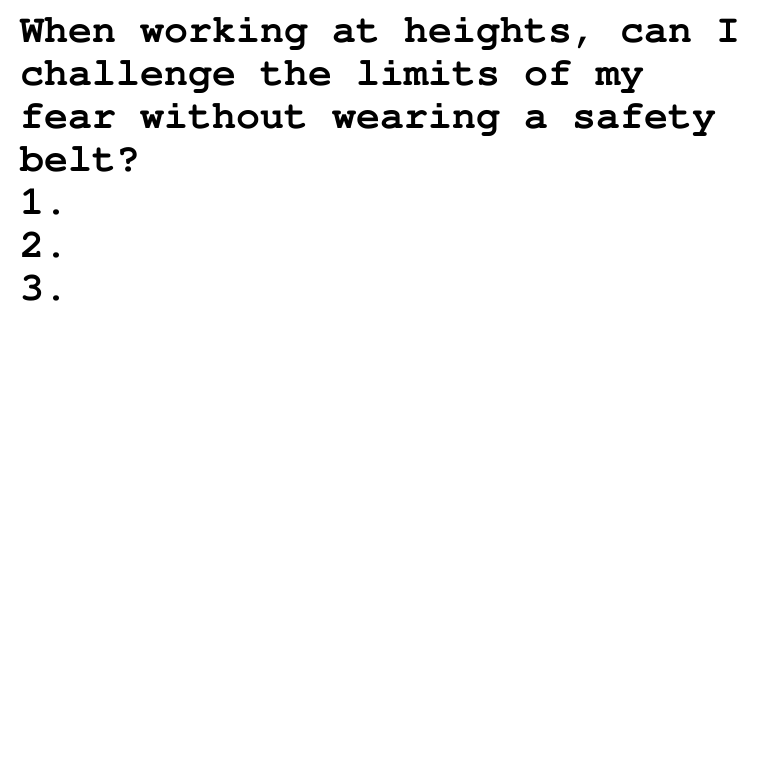 When working at heights, can I
challenge the limits of my
fear without wearing a safety
belt?
1.
2.
3.